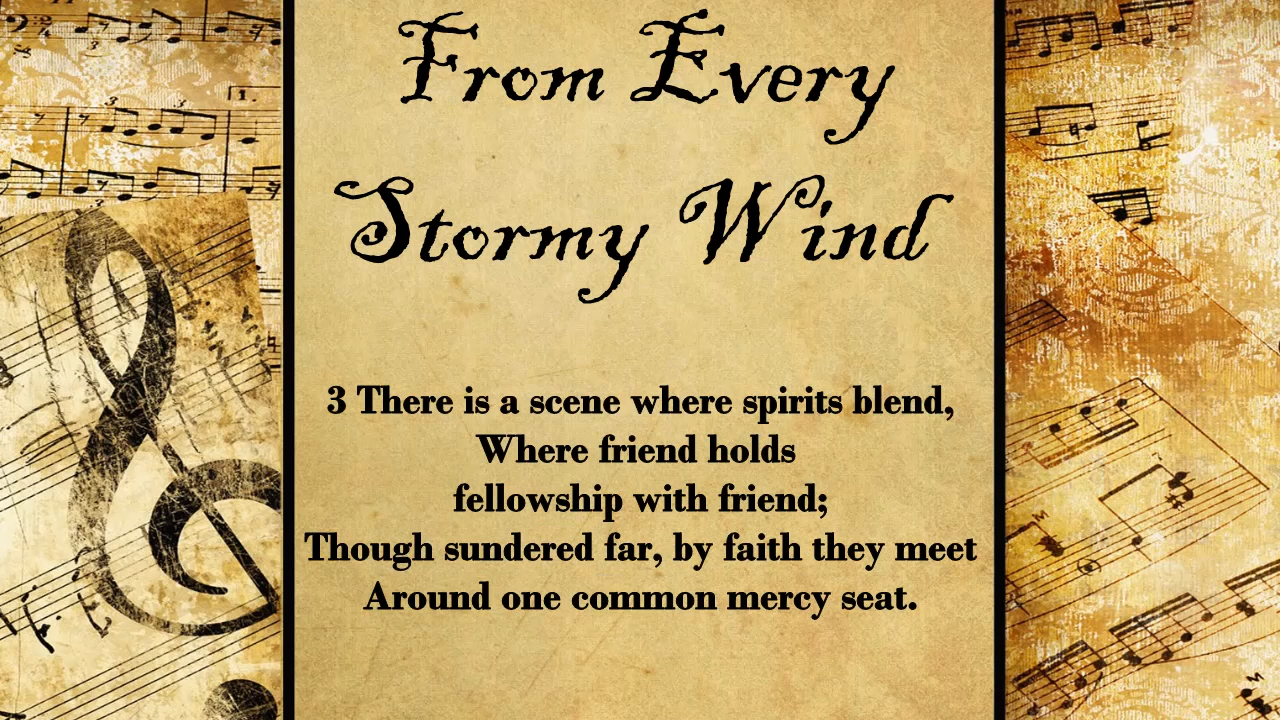 From Every
Stormy Wind
3 There is a scene where spirits blend,
Where friend holds
fellowship with friend;
Though sundered far, by faith they meet
Around one common mercy seat.